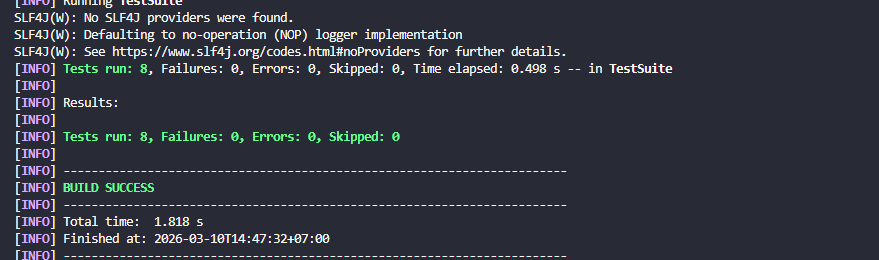 [INFO] Running TestSuite
SLF4J(W): No SLF4J providers were found.
SLF4J(W): Defaulting to no-operation (NOP) logger implementation
SLF4J(W): See https://www.slf4j.org/codes.html#noProviders for further details.
[INFO] Tests run: 8, Failures: 0, Errors: 0, Skipped: 0, Time elapsed: 0.498 s -- in TestSuite
[INFO]
[INFO] Results:
[INFO]
[INFO] Tests run: 8, Failures: 0, Errors: 0, Skipped: 0
[INFO]
[INFO] ------------------------------------------------------------------------
[INFO] BUILD SUCCESS
[INFO] ------------------------------------------------------------------------
[INFO] Total time:  1.818 s
[INFO] Finished at: 2026-03-10T14:47:32+07:00
[INFO] ------------------------------------------------------------------------